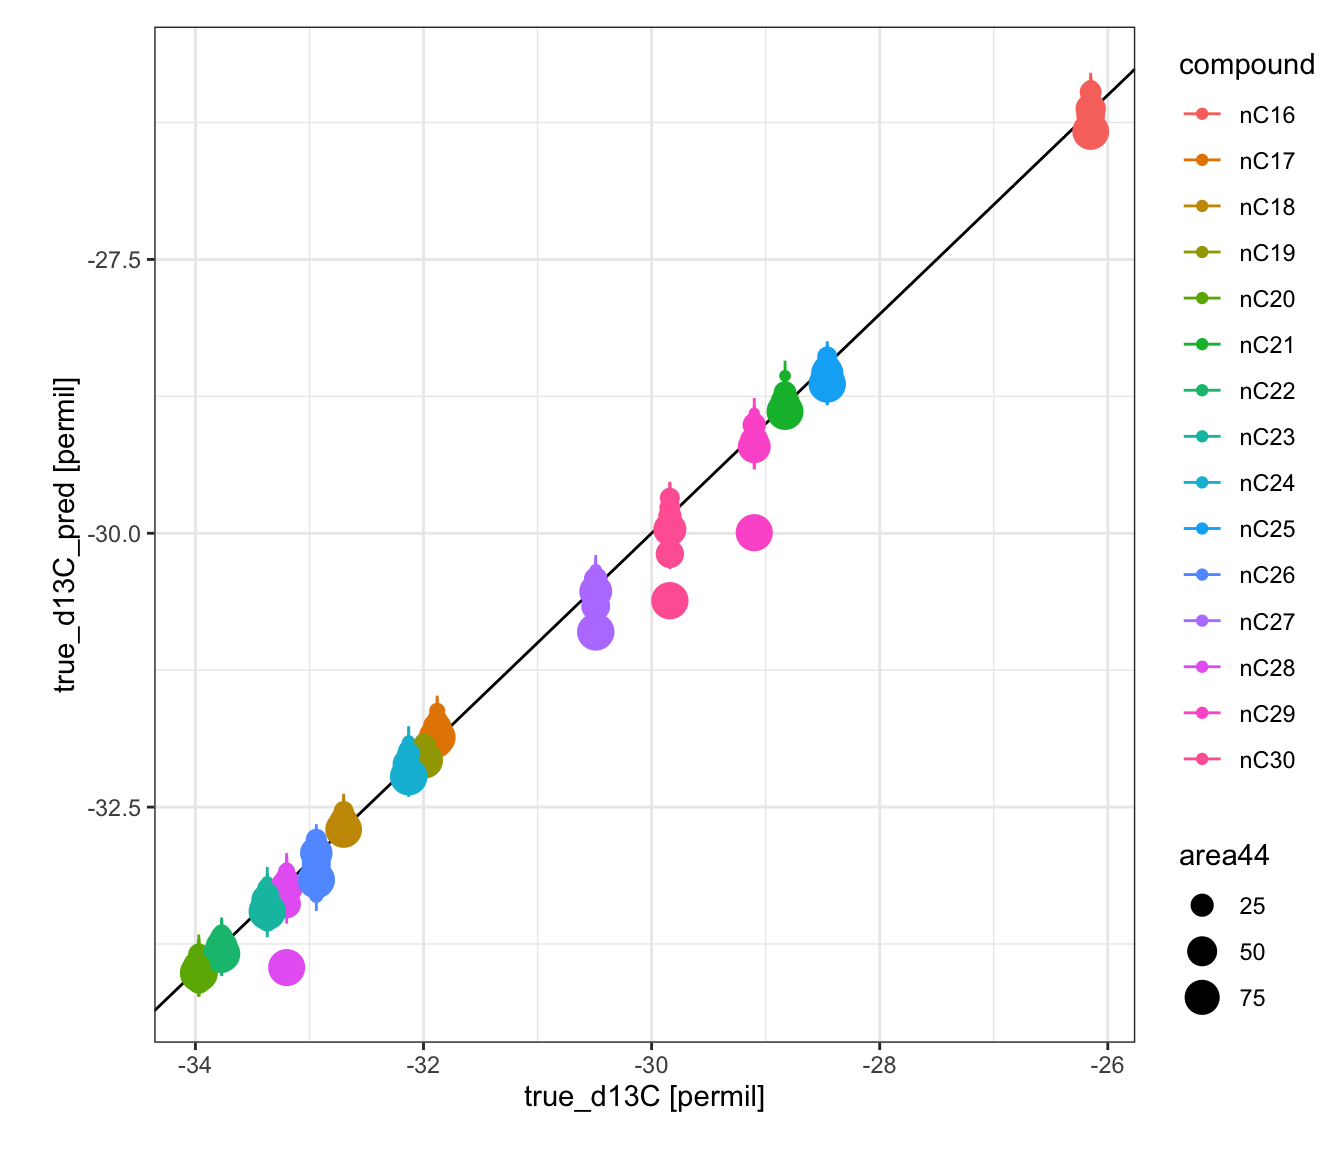 compound
nC16
nC17
nC18
nC19
nC20
nC21
nC22
nC23
nC24
nC25
nC26
nC27
nC28
nC29
nC30
area44
25
50
75
-27.5
-30.0
-32.5
true_d13C_pred [permil]
-34
-32
-30
-28
-26
true_d13C [permil]